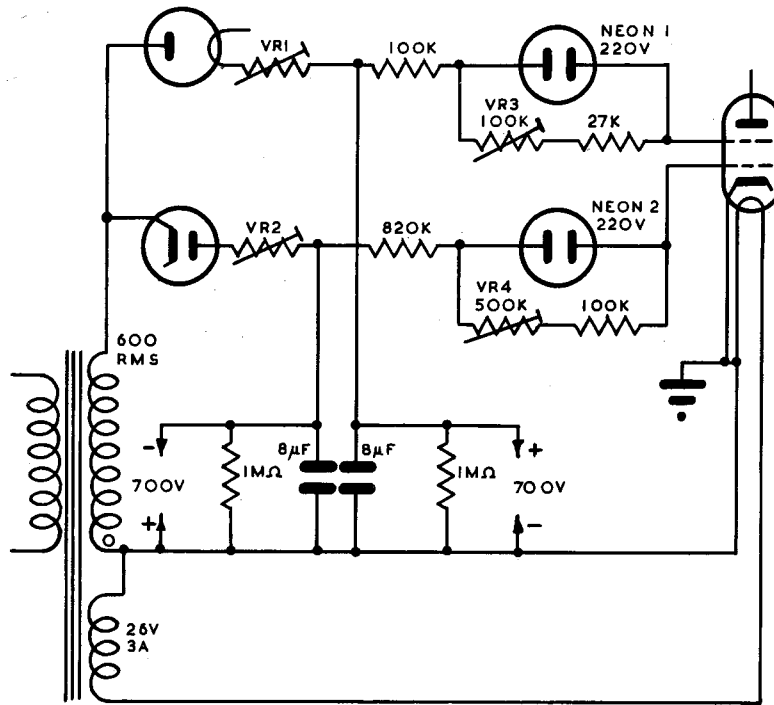 VR1
100K
NEON 1
220V
VR3
100K
27K
VR2
820K
NEON 2
220V
VR4
500K
100K
600
RMS
−
700V
+
1MΩ
8μF
8μF
1MΩ
+
700V
−
26V
3A